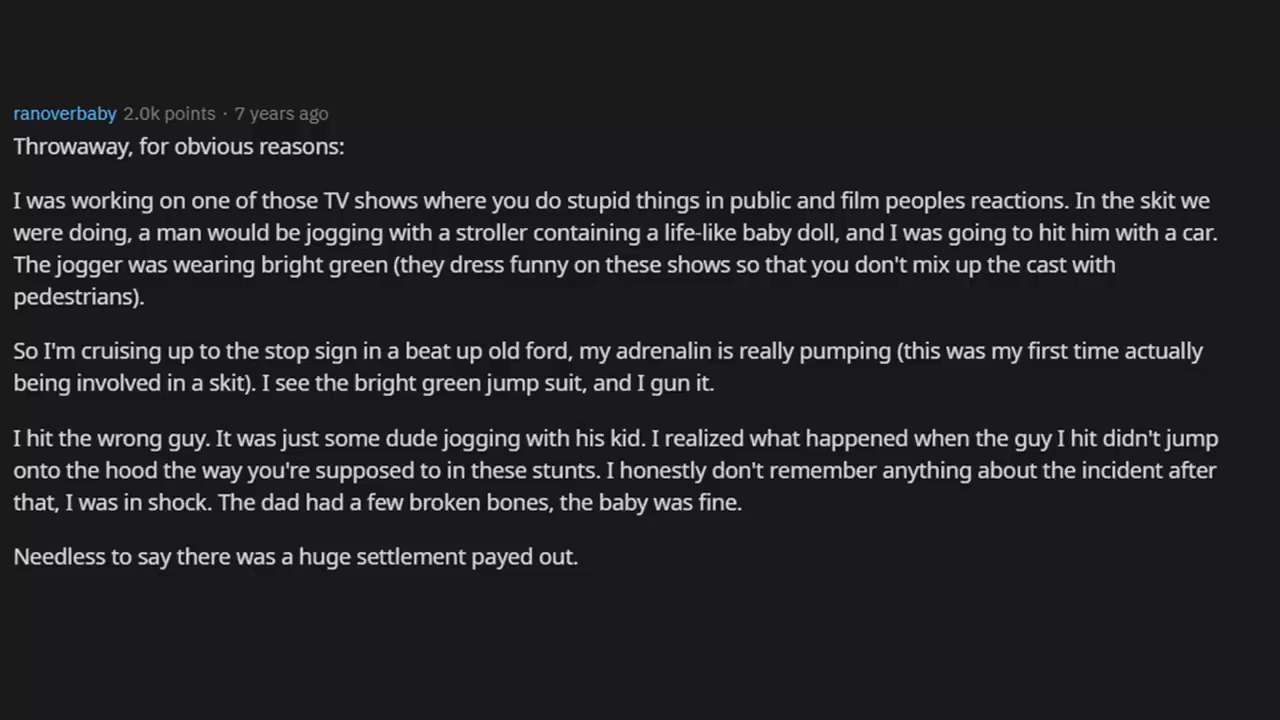 ranoverbaby 2.0k points · 7 years ago
Throwaway, for obvious reasons:
I was working on one of those TV shows where you do stupid things in public and film peoples reactions. In the skit we
were doing, a man would be jogging with a stroller containing a life-like baby doll, and I was going to hit him with a car.
The jogger was wearing bright green (they dress funny on these shows so that you don't mix up the cast with
pedestrians).
So I'm cruising up to the stop sign in a beat up old ford, my adrenalin is really pumping (this was my first time actually
being involved in a skit). I see the bright green jump suit, and I gun it.
I hit the wrong guy. It was just some dude jogging with his kid. I realized what happened when the guy I hit didn't jump
onto the hood the way you're supposed to in these stunts. I honestly don't remember anything about the incident after
that, I was in shock. The dad had a few broken bones, the baby was fine.
Needless to say there was a huge settlement payed out.